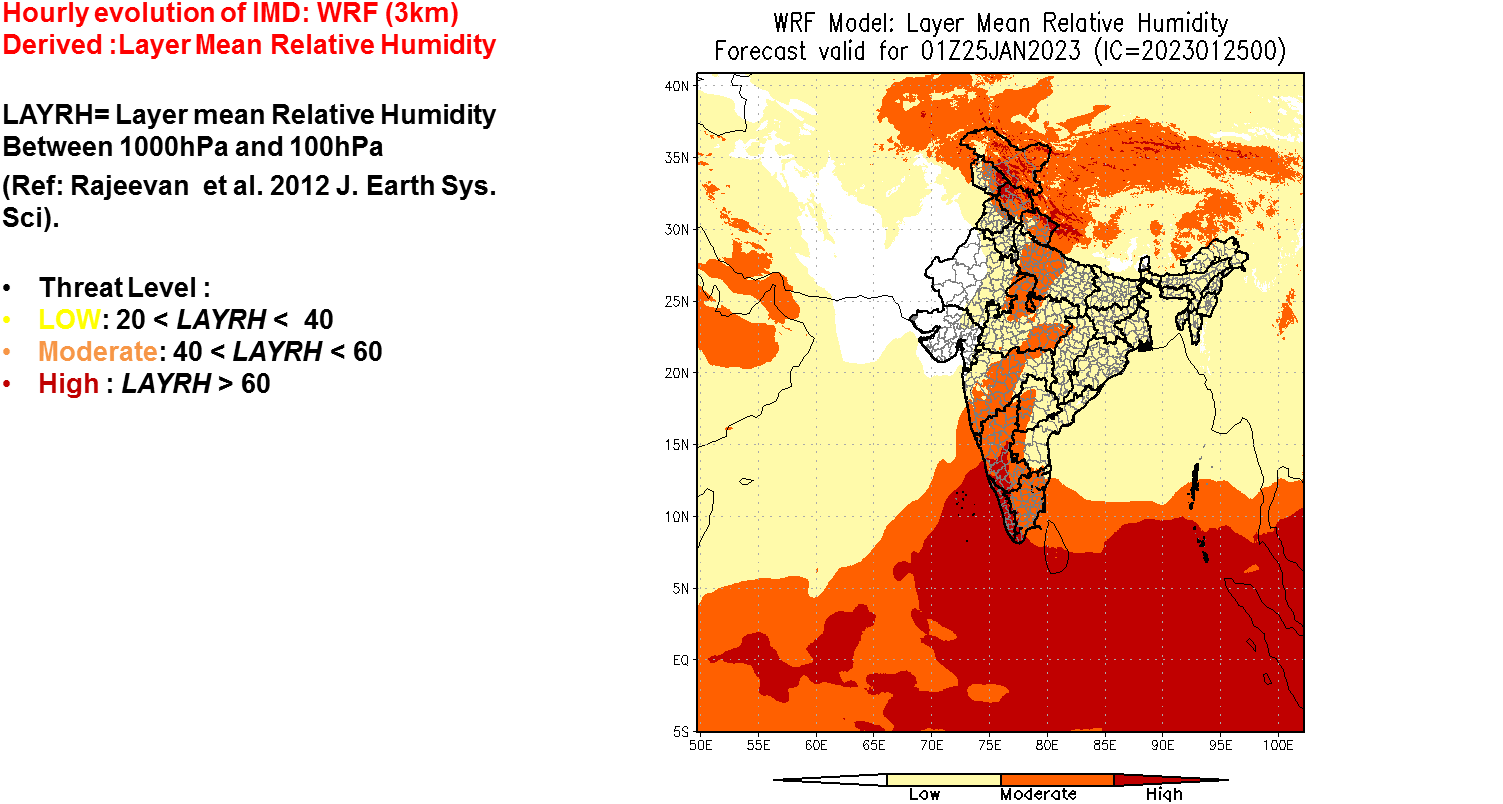 Hourly evolution of IMD: WRF (3km)
Derived :Layer Mean Relative Humidity
LAYRH= Layer mean Relative Humidity
Between 1000hPa and 100hPa
(Ref: Rajeevan et al. 2012 J. Earth Sys.
Sci).
• Threat Level :
• LOW: 20 < LAYRH < 40
• Moderate: 40 < LAYRH < 60
• High : LAYRH > 60
WRF Model: Layer Mean Relative Humidity
Forecast valid for 01Z25JAN2023 (IC=2023012500)
40N
35N
30N
25N
20N
15N
10N
5N
EQ
5S
50E 55E 60E 65E 70E 75E 80E 85E 90E 95E 100E
Low Moderate High